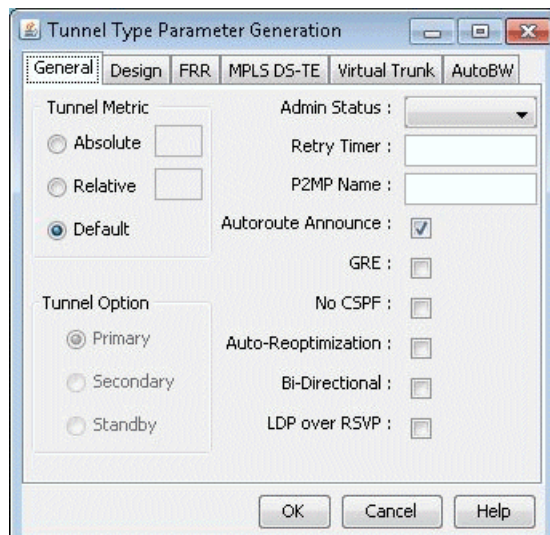 Tunnel Type Parameter Generation
General Design FRR MPLS DS-TE Virtual Trunk AutoBW
Tunnel Metric
Absolute
Relative
Default
Tunnel Option
Primary
Secondary
Standby
Admin Status :
Retry Timer :
P2MP Name :
Autoroute Announce :
GRE :
No CSPF :
Auto-Reoptimization :
Bi-Directional :
LDP over RSVP :
OK Cancel Help